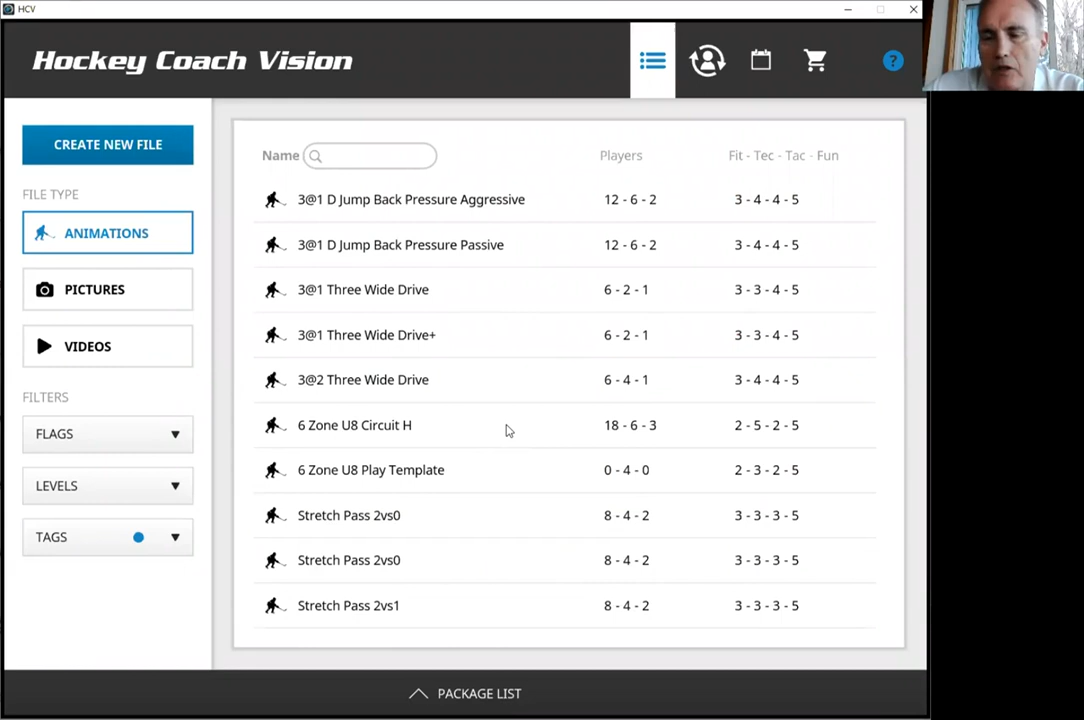 HCV
Hockey Coach Vision
?
CREATE NEW FILE
FILE TYPE
ANIMATIONS
PICTURES
VIDEOS
FILTERS
FLAGS
LEVELS
TAGS
Name Players Fit - Tec - Tac - Fun
3@1 D Jump Back Pressure Aggressive 12 - 6 - 2 3 - 4 - 4 - 5
3@1 D Jump Back Pressure Passive 12 - 6 - 2 3 - 4 - 4 - 5
3@1 Three Wide Drive 6 - 2 - 1 3 - 3 - 4 - 5
3@1 Three Wide Drive+ 6 - 2 - 1 3 - 3 - 4 - 5
3@2 Three Wide Drive 6 - 4 - 1 3 - 4 - 4 - 5
6 Zone U8 Circuit H 18 - 6 - 3 2 - 5 - 2 - 5
6 Zone U8 Play Template 0 - 4 - 0 2 - 3 - 2 - 5
Stretch Pass 2vs0 8 - 4 - 2 3 - 3 - 3 - 5
Stretch Pass 2vs0 8 - 4 - 2 3 - 3 - 3 - 5
Stretch Pass 2vs1 8 - 4 - 2 3 - 3 - 3 - 5
PACKAGE LIST